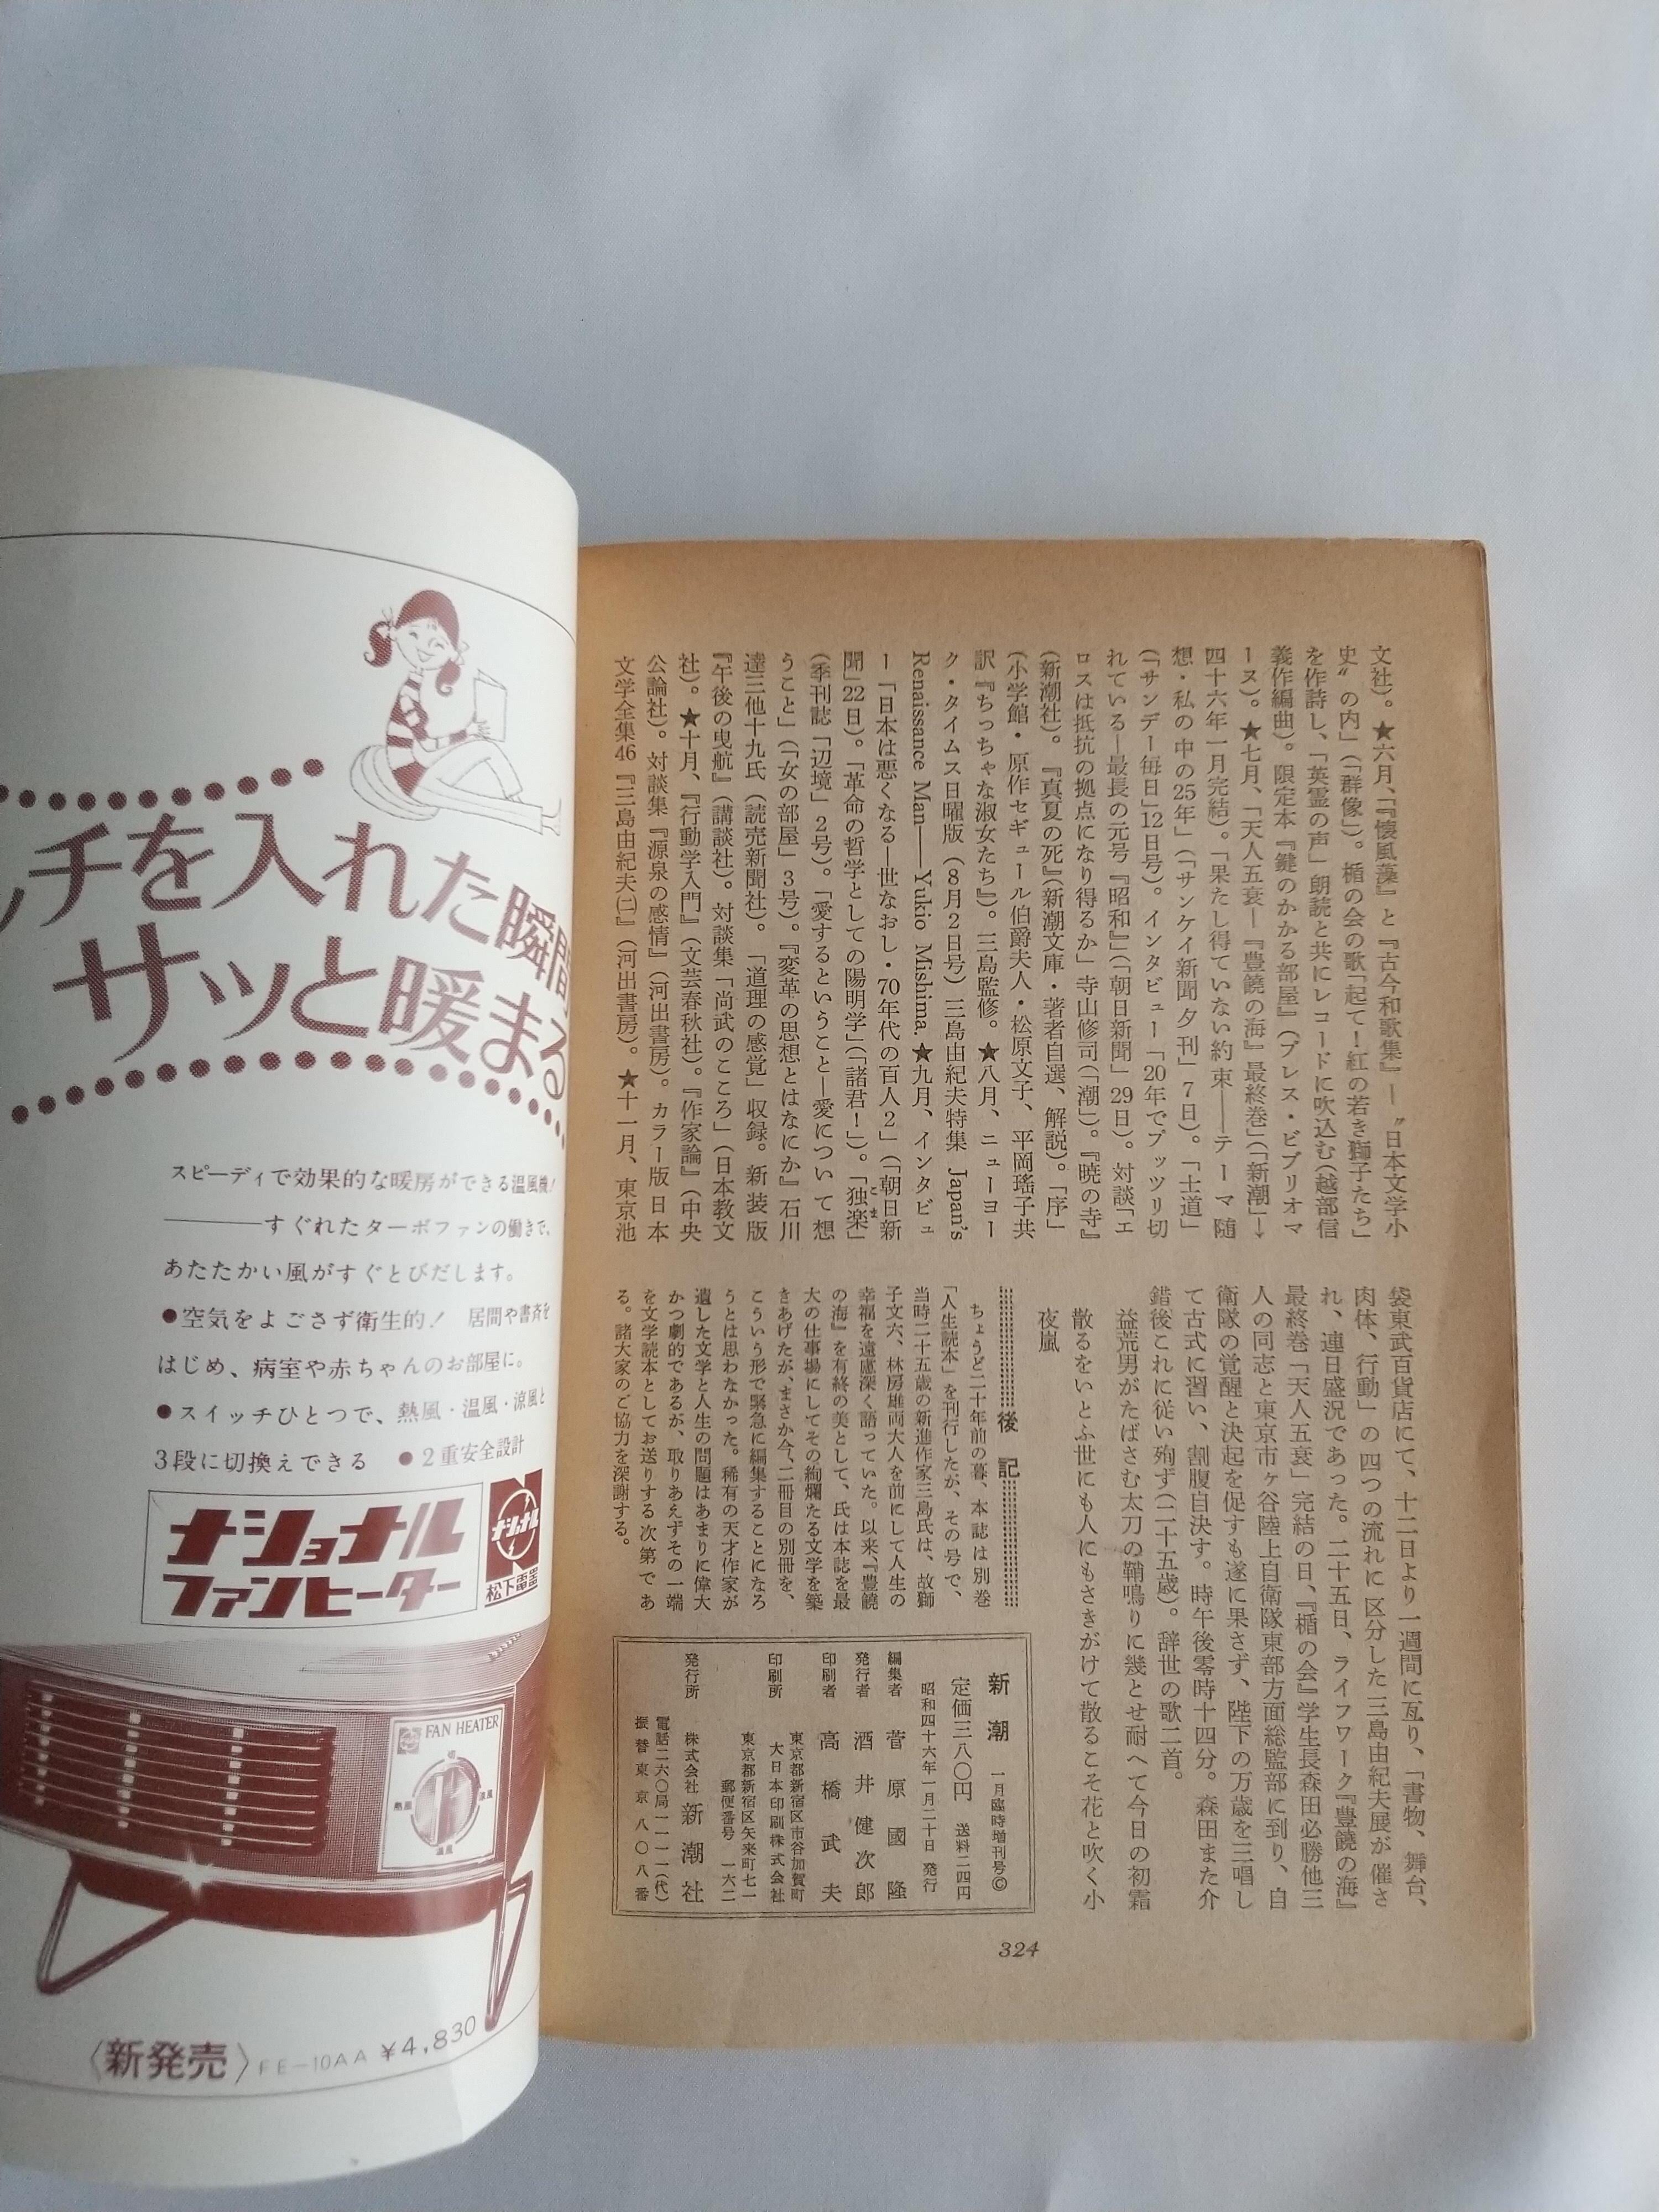 文社)。★六月、「『懐風藻』と『古今和歌集』―〝日本文学小
史〟の内」(「群像」)。楯の会の歌「起て!紅の若き獅子たち」
を作詩し、「英霊の声」朗読と共にレコードに吹込む(越部信
義作編曲)。限定本『鍵のかかる部屋』(プレス・ビブリオマ
ーヌ)。★七月、「天人五衰―『豊饒の海』最終巻」(「新潮」→
四十六年一月完結)。「果たし得ていない約束――テーマ随
想・私の中の25年」(「サンケイ新聞夕刊」7日)。「士道」
(「サンデー毎日」12日号)。インタビュー「20年でプッツリ切
れている―最長の元号『昭和』」(「朝日新聞」29日)。対談「エ
ロスは抵抗の拠点になり得るか」寺山修司(「潮」)。『暁の寺』
(新潮社)。『真夏の死』(新潮文庫・著者自選、解説)。「序」
(小学館・原作セギュール伯爵夫人・松原文子、平岡瑤子共
訳『ちっちゃな淑女たち』)。三島監修。★八月、ニューヨー
ク・タイムス日曜版(8月2日号)三島由紀夫特集 Japan's
Renaissance Man―― Yukio Mishima. ★九月、インタビュ
ー「日本は悪くなる―世なおし・70年代の百人2」(「朝日新
聞」22日)。「革命の哲学としての陽明学」(「諸君!」)。「独楽」
こま
(季刊誌「辺境」2号)。「愛するということ―愛について想
うこと」(「女の部屋」3号)。『変革の思想とはなにか』石川
達三他十九氏(読売新聞社)。「道理の感覚」収録。新装版
『午後の曳航』(講談社)。対談集「尚武のこころ」(日本教文
社)。★十月、『行動学入門』(文芸春秋社)。『作家論』(中央
公論社)。対談集『源泉の感情』(河出書房)。カラー版日本
文学全集46『三島由紀夫㈡』(河出書房)。★十一月、東京池
袋東武百貨店にて、十二日より一週間に亙り、「書物、舞台、
肉体、行動」の四つの流れに区分した三島由紀夫展が催さ
れ、連日盛況であった。二十五日、ライフワーク『豊饒の海』
最終巻「天人五衰」完結の日、『楯の会』学生長森田必勝他三
人の同志と東京市ヶ谷陸上自衛隊東部方面総監部に到り、自
衛隊の覚醒と決起を促すも遂に果さず、陛下の万歳を三唱し
て古式に習い、割腹自決す。時午後零時十四分。森田また介
錯後これに従い殉ず(二十五歳)。辞世の歌二首。
益荒男がたばさむ太刀の鞘鳴りに幾とせ耐へて今日の初霜
散るをいとふ世にも人にもさきがけて散るこそ花と吹く小
夜嵐
後 記
ちょうど二十年前の暮、本誌は別巻
「人生読本」を刊行したが、その号で、
当時二十五歳の新進作家三島氏は、故獅
子文六、林房雄両大人を前にして人生の
幸福を遠慮深く語っていた。以来、『豊饒
の海』を有終の美として、氏は本誌を最
大の仕事場にしてその絢爛たる文学を築
きあげたが、まさか今、二冊目の別冊を、
こういう形で緊急に編集することになろ
うとは思わなかった。稀有の天才作家が
遺した文学と人生の問題はあまりに偉大
かつ劇的であるが、取りあえずその一端
を文学読本としてお送りする次第であ
る。諸大家のご協力を深謝する。
新潮 一月臨時増刊号©
定価三八〇円 送料二四円
昭和四十六年一月二十日 発行
編集者 菅原國隆
発行者 酒井健次郎
印刷者 高橋武夫
東京都新宿区市谷加賀町
印刷所 大日本印刷株式会社
東京都新宿区矢来町七一
郵便番号 一六二
発行所 株式会社 新潮社
電話二六〇局一一一一(代)
振替東京八〇八番
324
ッチを入れた瞬間
サッと暖まる
スピーディで効果的な暖房ができる温風機!
――すぐれたターボファンの働きで、
あたたかい風がすぐとびだします。
●空気をよごさず衛生的! 居間や書斉を
はじめ、病室や赤ちゃんのお部屋に。
●スイッチひとつで、熱風・温風・涼風と
3段に切換えできる ●2重安全設計
ナショナル
ファンヒーター
ナショナル
松下電器
FAN HEATER
切
熱風
涼風
温風
〈新発売〉FE-10AA ¥4,830